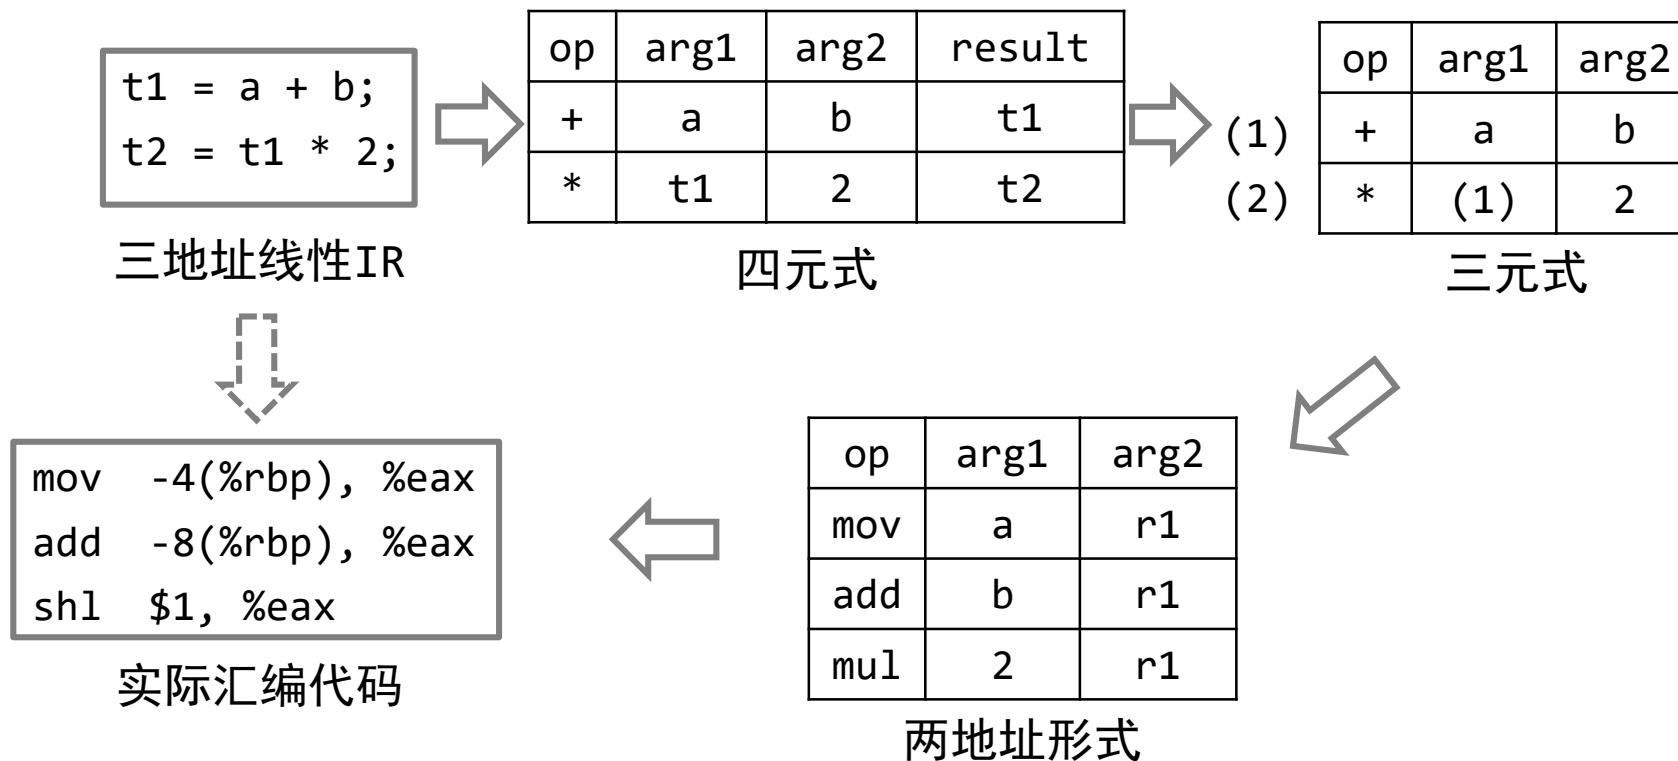 t1 = a + b;
t2 = t1 * 2;
三地址线性IR
op arg1 arg2 result
+ a b t1
* t1 2 t2
四元式
op arg1 arg2
(1) + a b
(2) * (1) 2
三元式
op arg1 arg2
mov a r1
add b r1
mul 2 r1
两地址形式
mov -4(%rbp), %eax
add -8(%rbp), %eax
shl $1, %eax
实际汇编代码